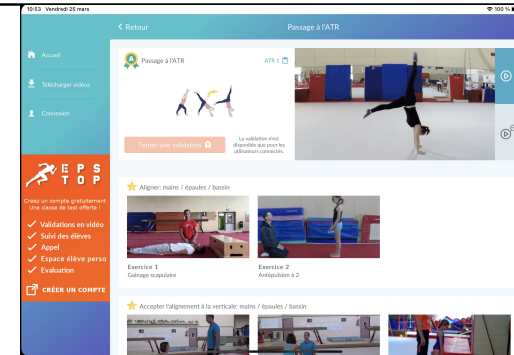 10:53 Vendredi 25 mars
100 %
Retour
Passage à l'ATR
Accueil
Télécharger vidéos
Connexion
A
Passage à l'ATR
ATR 1
Tenter une validation
La validation n'est
disponible que pour les
utilisateurs connectés.
EPS
TOP
Créez un compte gratuitement
Une classe de test offerte !
Validations en vidéo
Suivi des élèves
Appel
Espace élève perso
Evaluation
CRÉER UN COMPTE
Aligner: mains / épaules / bassin
Exercice 1
Gainage scapulaire
Exercice 2
Antépulsion à 2
Accepter l'alignement à la verticale: mains / épaules / bassin